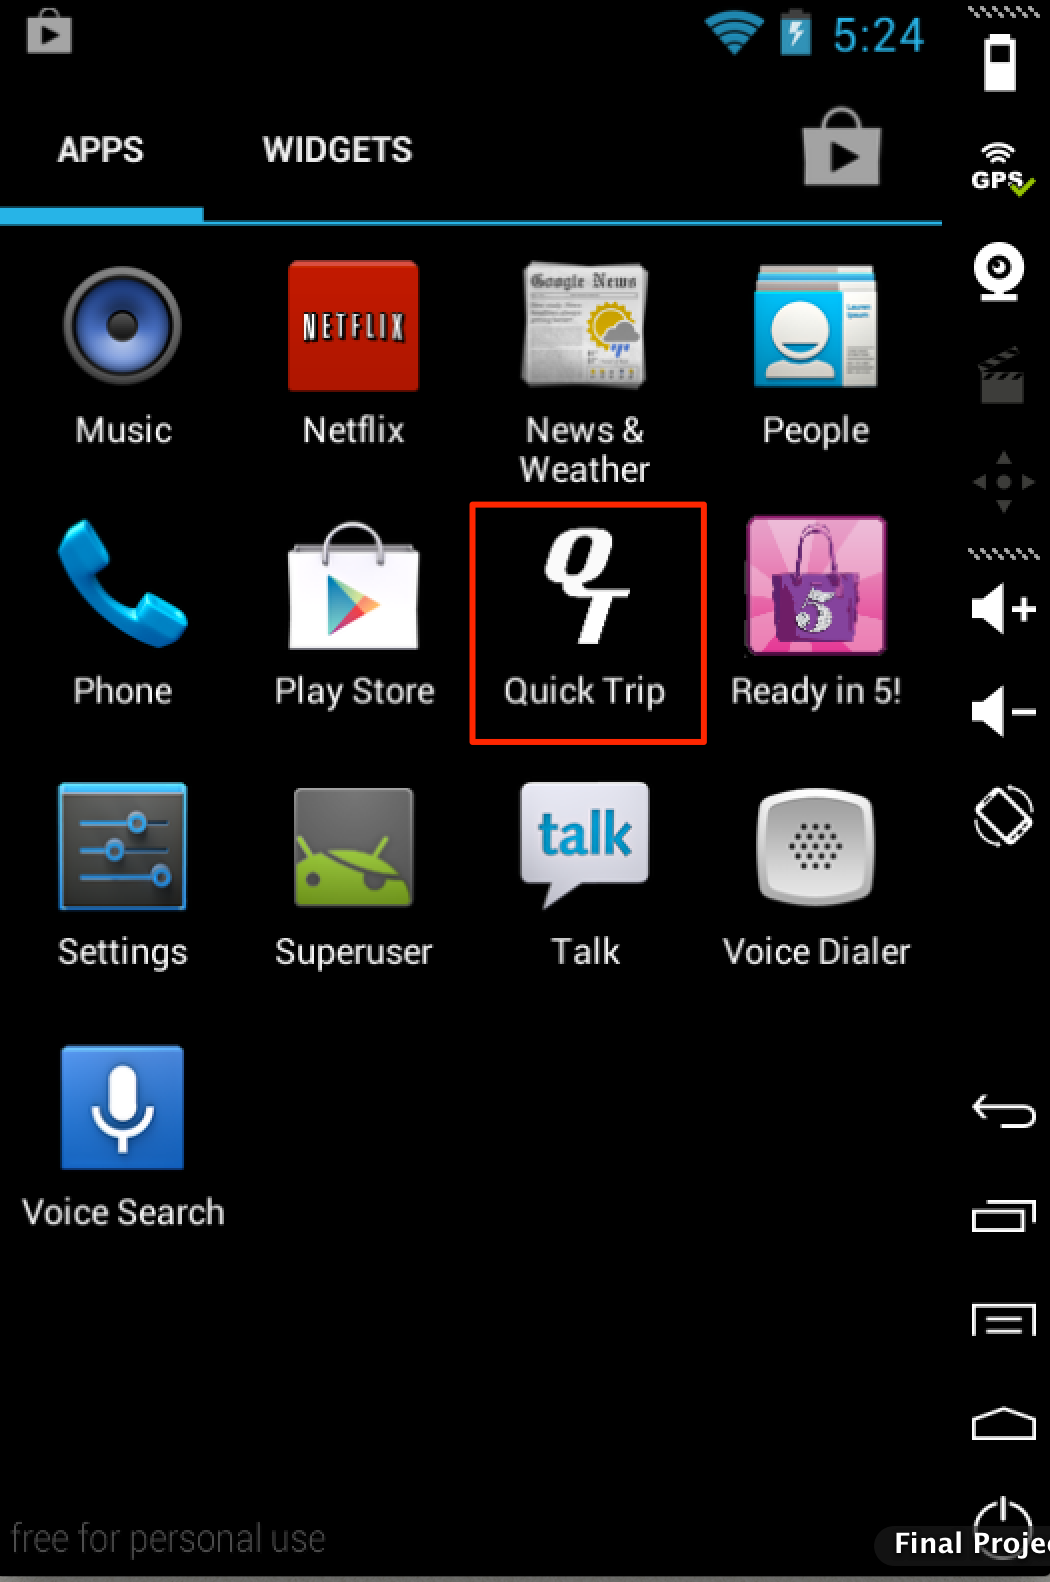 5:24
APPS WIDGETS
GPS
NETFLIX
Google News
Music Netflix News & Weather People
QT
5
Phone Play Store Quick Trip Ready in 5!
talk
Settings Superuser Talk Voice Dialer
Voice Search
free for personal use
Final Proje